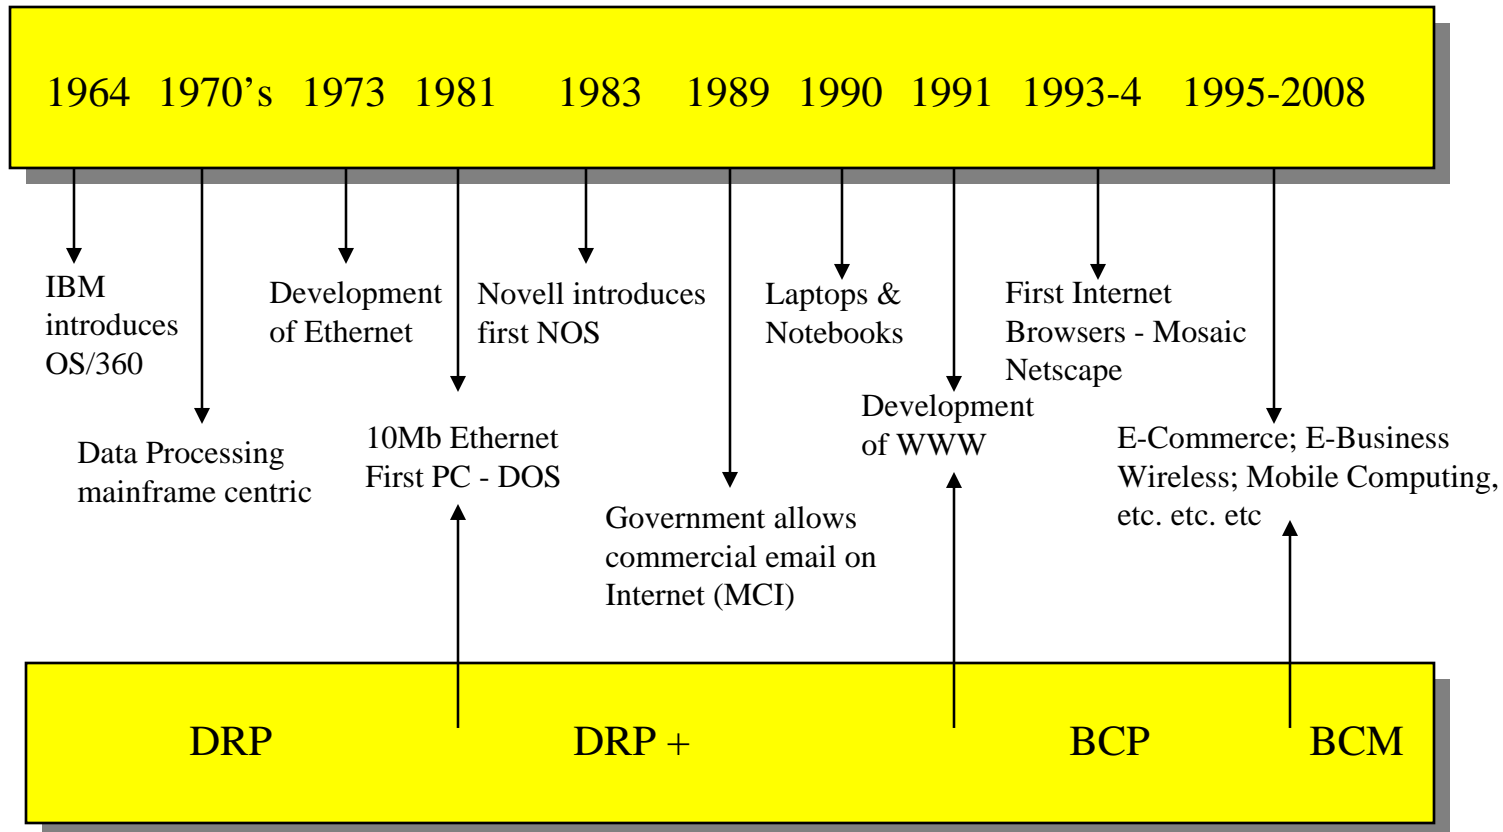 1964 1970's 1973 1981 1983 1989 1990 1991 1993-4 1995-2008
IBM
introduces
OS/360
Data Processing
mainframe centric
Development
of Ethernet
10Mb Ethernet
First PC - DOS
Novell introduces
first NOS
Government allows
commercial email on
Internet (MCI)
Laptops &
Notebooks
Development
of WWW
First Internet
Browsers - Mosaic
Netscape
E-Commerce; E-Business
Wireless; Mobile Computing,
etc. etc. etc
DRP DRP + BCP BCM